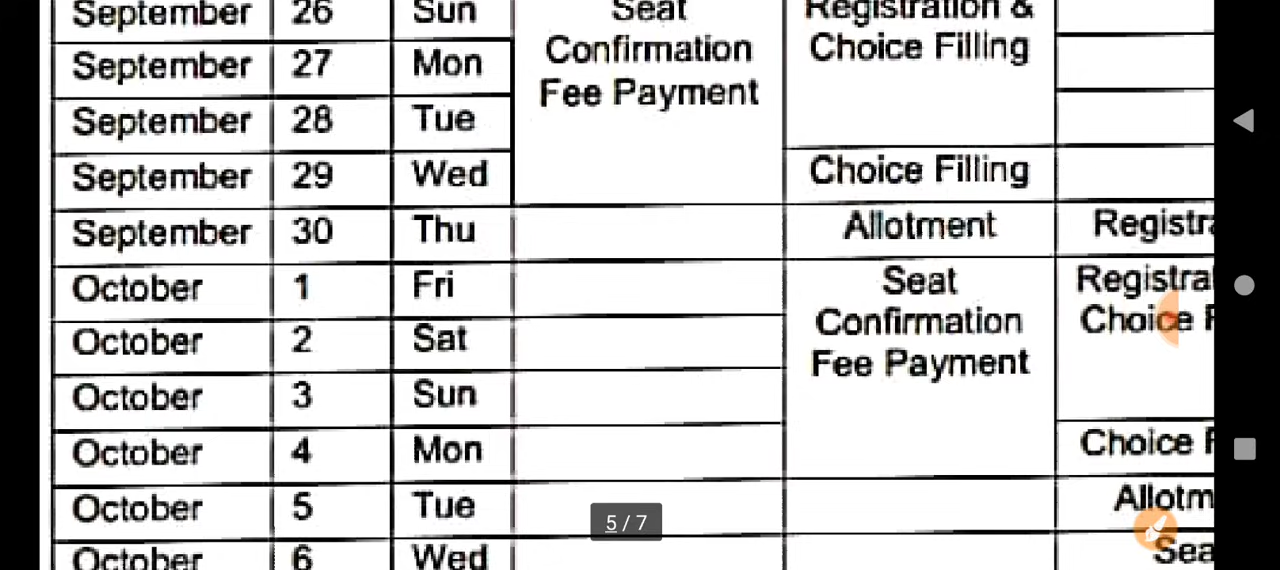 September 26 Sun Seat Registration &
September 27 Mon Confirmation Choice Filling
Fee Payment
September 28 Tue
September 29 Wed Choice Filling
September 30 Thu Allotment
October 1 Fri Seat
October 2 Sat Confirmation
Fee Payment
October 3 Sun
October 4 Mon Choice
October 5 Tue
5 / 7
October 6 Wed